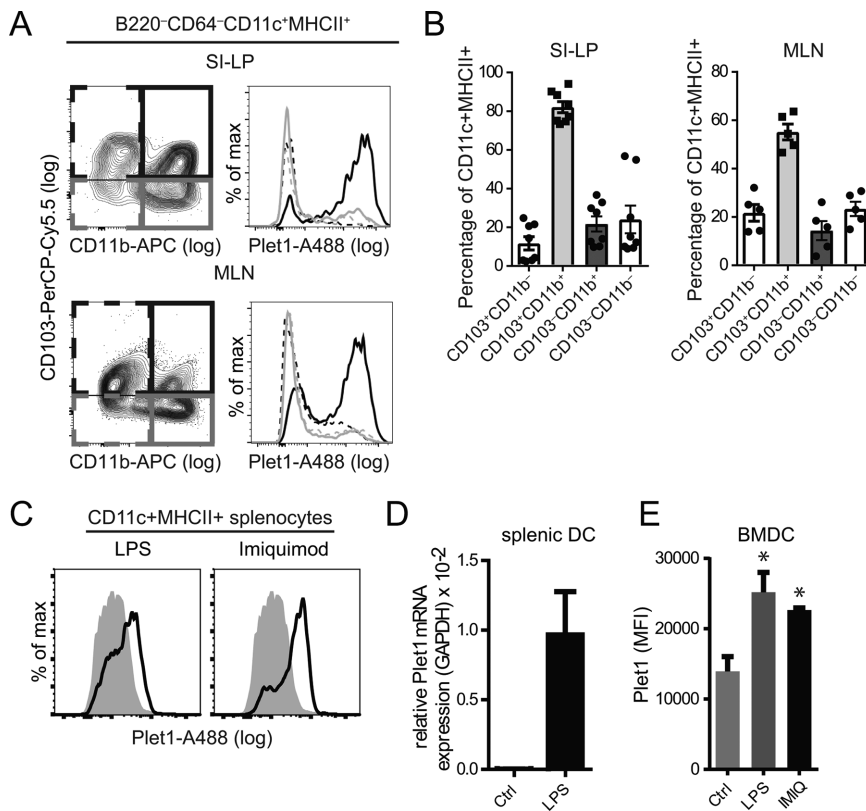 A
B220⁻CD64⁻CD11c⁺MHCII⁺
SI-LP
CD103-PerCP-Cy5.5 (log)
CD11b-APC (log)
% of max
Plet1-A488 (log)
MLN
CD11b-APC (log)
% of max
Plet1-A488 (log)
B
SI-LP
Percentage of CD11c+MHCII+
100
80
60
40
20
0
CD103⁺CD11b⁻
CD103⁺CD11b⁺
CD103⁻CD11b⁺
CD103⁻CD11b⁻
MLN
Percentage of CD11c+MHCII+
80
60
40
20
0
CD103⁺CD11b⁻
CD103⁺CD11b⁺
CD103⁻CD11b⁺
CD103⁻CD11b⁻
C
CD11c+MHCII+ splenocytes
LPS
Imiquimod
% of max
Plet1-A488 (log)
D
splenic DC
relative Plet1 mRNA
expression (GAPDH) x 10-2
1.5
1.0
0.5
0.0
Ctrl
LPS
E
BMDC
Plet1 (MFI)
30000
20000
10000
0
*
*
Ctrl
LPS
IMIQ